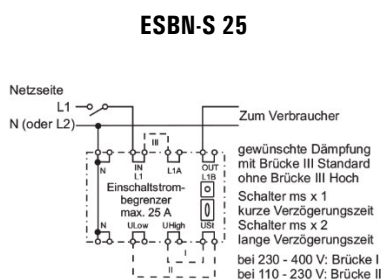 ESBN-S 25
Netzseite
L1
N (oder L2)
III
Zum Verbraucher
N IN L1 L1A OUT L1B N
Einschaltstrom-
begrenzer
max. 25 A
N ULow UHigh USt N
I
II
gewünschte Dämpfung
mit Brücke III Standard
ohne Brücke III Hoch
Schalter ms x 1
kurze Verzögerungszeit
Schalter ms x 2
lange Verzögerungszeit
bei 230 - 400 V: Brücke I
bei 110 - 230 V: Brücke II